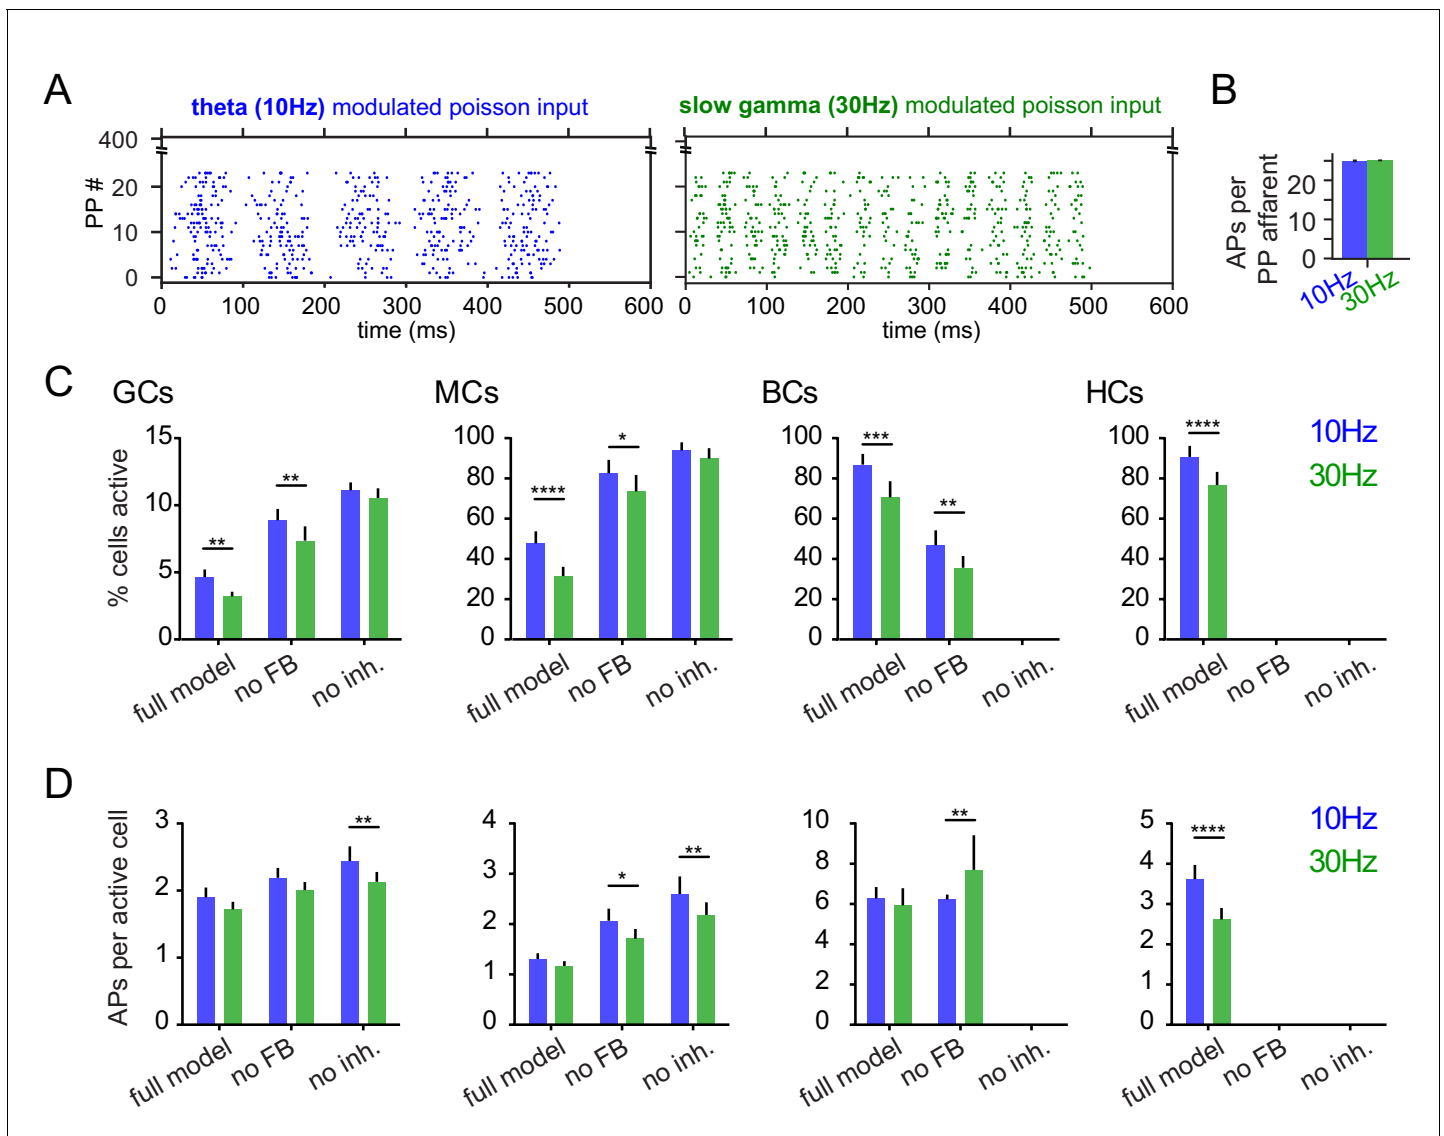 A
theta (10Hz) modulated poisson input
slow gamma (30Hz) modulated poisson input
B
PP #
400
20
10
0
0 100 200 300 400 500 600
time (ms)
0 100 200 300 400 500 600
time (ms)
APs per
PP affarent
20
10
0
10Hz
30Hz
C
GCs
MCs
BCs
HCs
% cells active
15
10
5
0
** **
full model no FB no inh.
100
80
60
40
20
0
**** *
full model no FB no inh.
100
80
60
40
20
0
*** **
full model no FB no inh.
100
80
60
40
20
0
****
full model no FB no inh.
10Hz
30Hz
D
APs per active cell
3
2
1
0
**
full model no FB no inh.
4
3
2
1
0
* **
full model no FB no inh.
10
8
6
4
2
0
**
full model no FB no inh.
5
4
3
2
1
0
****
full model no FB no inh.
10Hz
30Hz